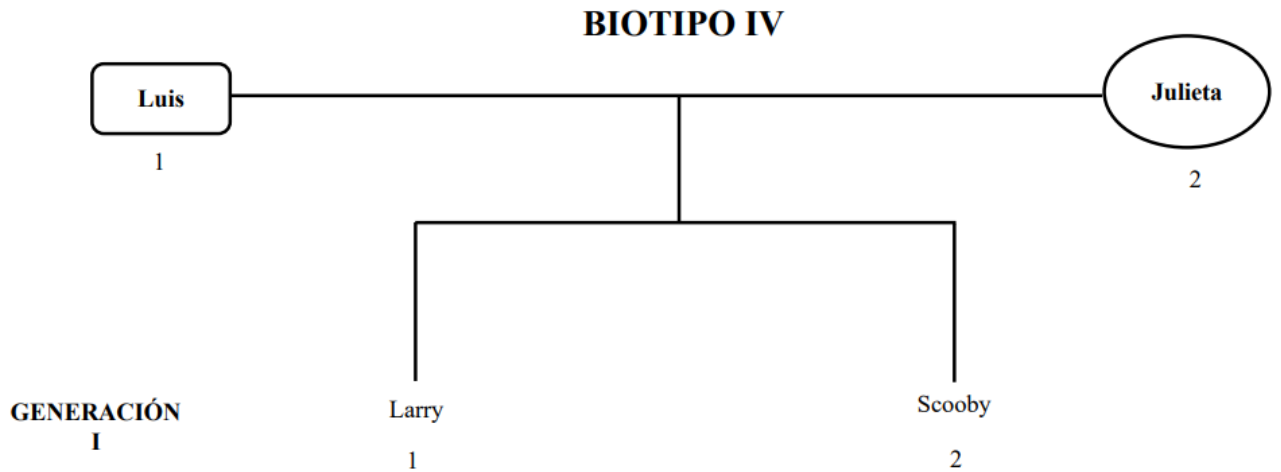 BIOTIPO IV
Luis
Julieta
1
2
GENERACIÓN
I
Larry
Scooby
1
2